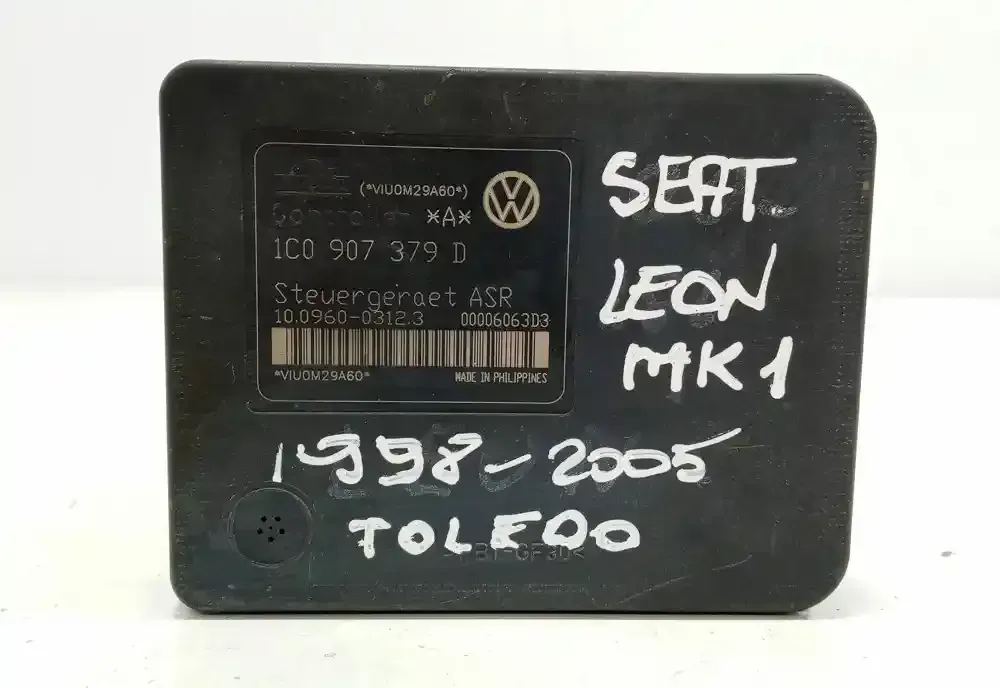 (*VIU0M29A60*)
Controller *A*
1C0 907 379 D
Steuergeraet ASR
10.0960-0312.3 00006063D3
*VIU0M29A60*
MADE IN PHILIPPINES
SEAT
LEON
MK1
1998-2005
TOLEDO